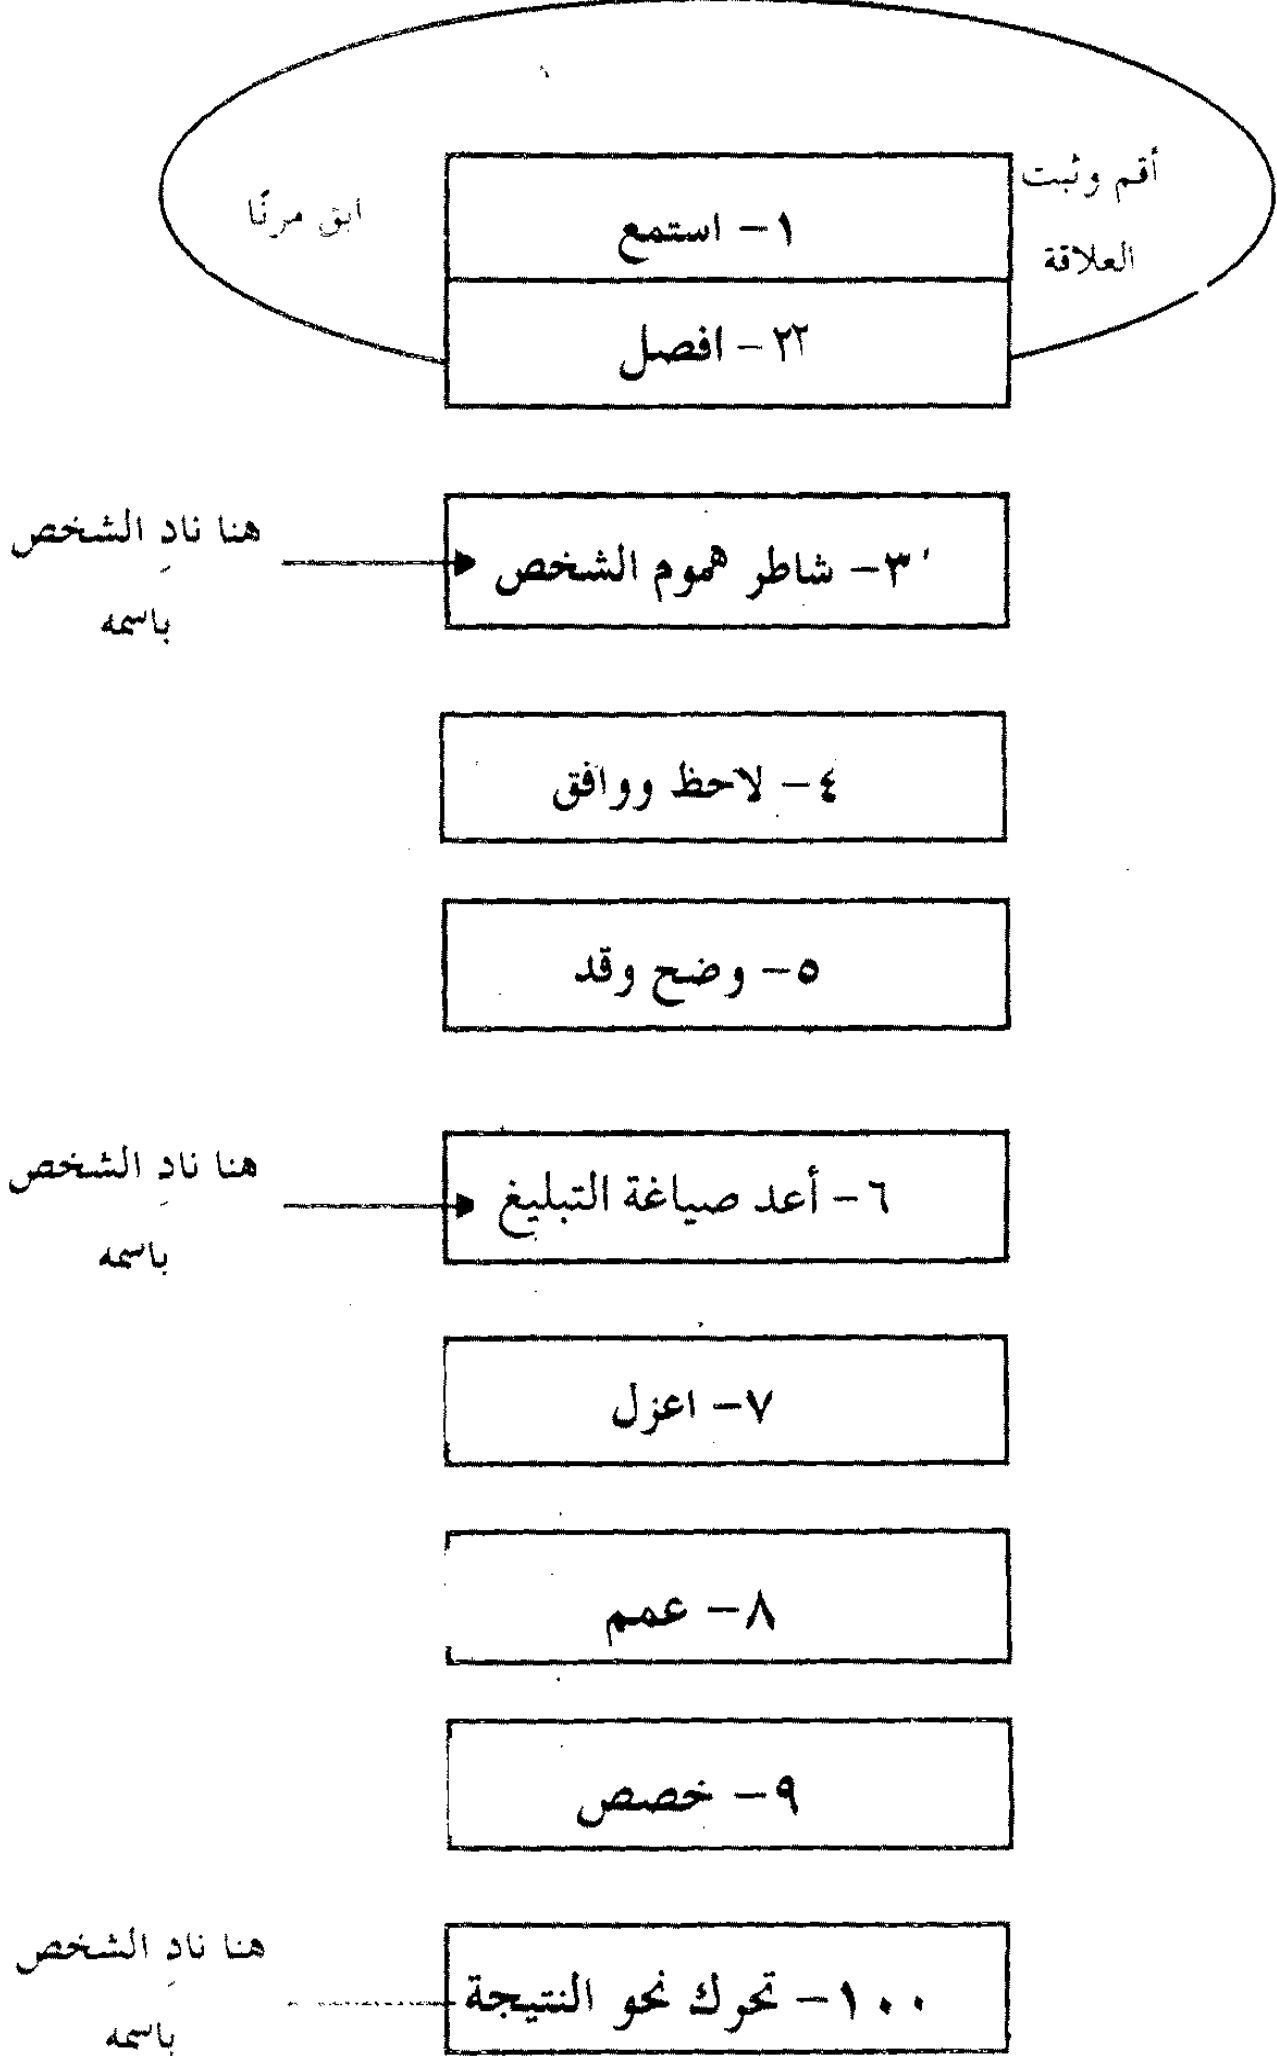 أقم وثبت
العلاقة
ابق مرنًا
١- استمع
٢٢- افصل
٣- شاطر هموم الشخص
هنا نادِ الشخص
باسمه
٤- لاحظ ووافق
٥- وضح وقد
٦- أعد صياغة التبليغ
هنا نادِ الشخص
باسمه
٧- اعزل
٨- عمم
٩- خصص
١٠٠- تحرك نحو النتيجة
هنا نادِ الشخص
باسمه